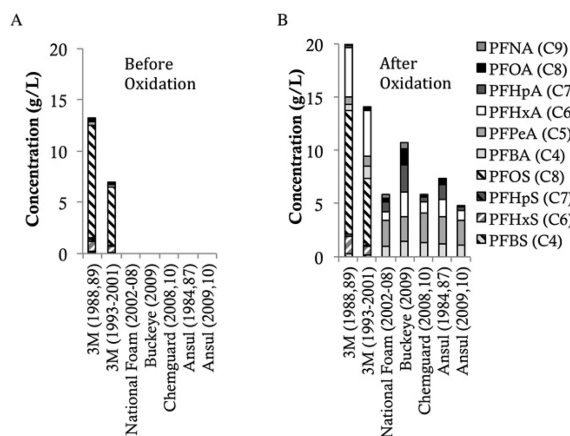 A
B
Concentration (g/L)
20
15
10
5
0
Before
Oxidation
3M (1988,89)
3M (1993-2001)
National Foam (2002-08)
Buckeye (2009)
Chemguard (2008,10)
Ansul (1984,87)
Ansul (2009,10)
Concentration (g/L)
20
15
10
5
0
After
Oxidation
3M (1988,89)
3M (1993-2001)
National Foam (2002-08)
Buckeye (2009)
Chemguard (2008,10)
Ansul (1984,87)
Ansul (2009,10)
PFNA (C9)
PFOA (C8)
PFHpA (C7
PFHxA (C6
PFPeA (C5)
PFBA (C4)
PFOS (C8)
PFHpS (C7)
PFHxS (C6)
PFBS (C4)